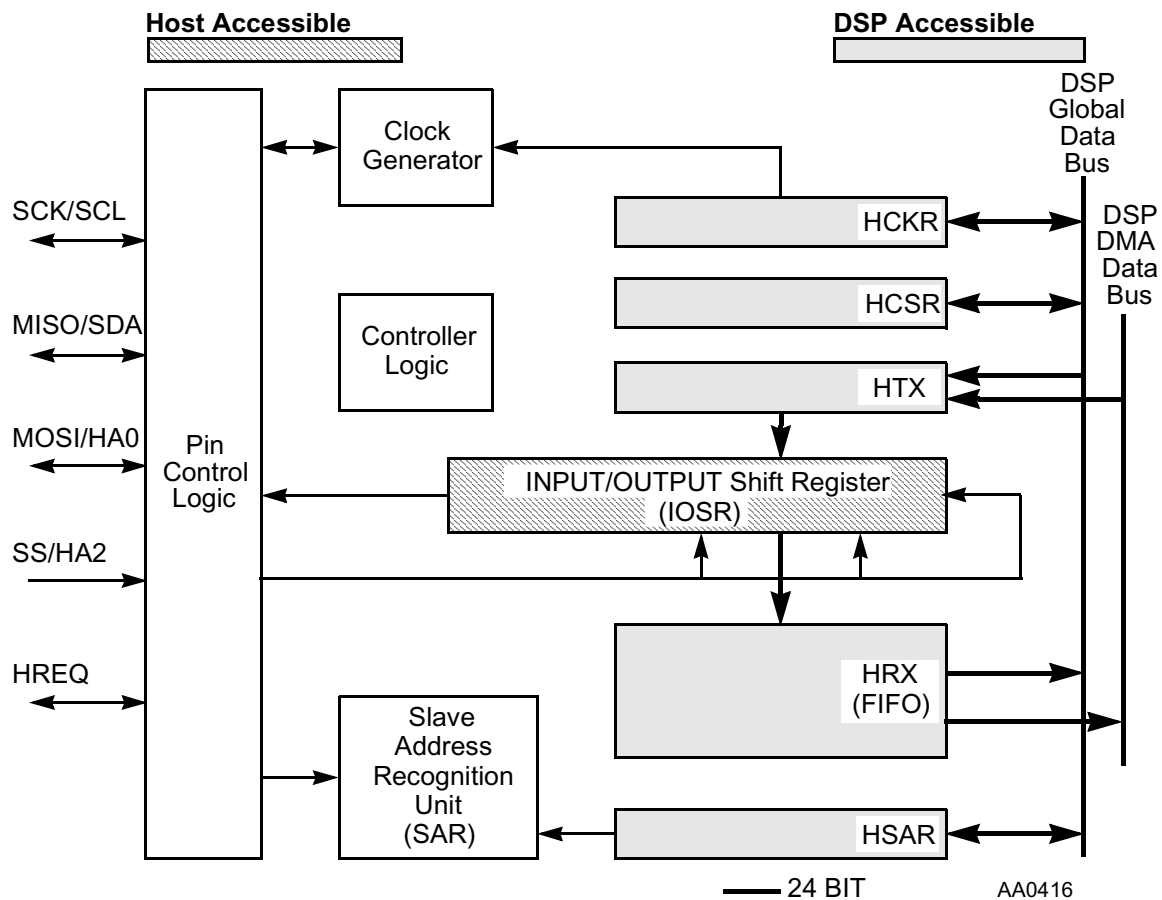 Host Accessible
DSP Accessible
DSP
Global
Data
Bus
DSP
DMA
Data
Bus
Clock
Generator
HCKR
SCK/SCL
HCSR
MISO/SDA
Controller
Logic
HTX
MOSI/HA0
Pin
Control
Logic
INPUT/OUTPUT Shift Register
(IOSR)
SS/HA2
HREQ
HRX
(FIFO)
Slave
Address
Recognition
Unit
(SAR)
HSAR
24 BIT
AA0416